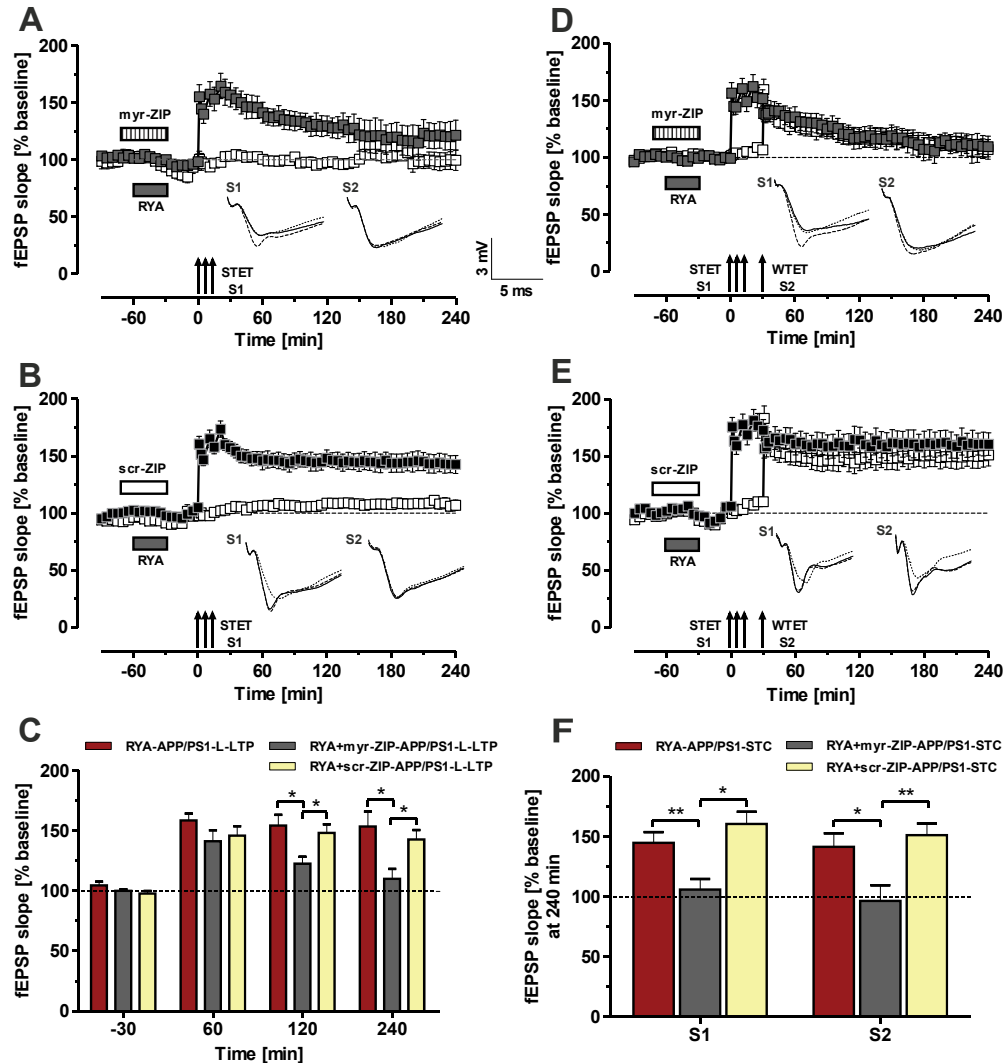 A
fEPSP slope [% baseline]
200
150
100
50
0
myr-ZIP
RYA
S1
S2
STET
S1
3 mV
5 ms
-60
0
60
120
180
240
Time [min]
D
fEPSP slope [% baseline]
200
150
100
50
0
myr-ZIP
RYA
S1
S2
STET
S1
WTET
S2
-60
0
60
120
180
240
Time [min]
B
fEPSP slope [% baseline]
200
150
100
50
0
scr-ZIP
RYA
S1
S2
STET
S1
-60
0
60
120
180
240
Time [min]
E
fEPSP slope [% baseline]
200
150
100
50
0
scr-ZIP
RYA
S1
S2
STET
S1
WTET
S2
-60
0
60
120
180
240
Time [min]
C
RYA-APP/PS1-L-LTP
RYA+myr-ZIP-APP/PS1-L-LTP
RYA+scr-ZIP-APP/PS1-L-LTP
fEPSP slope [% baseline]
200
150
100
50
0
* *
* *
-30
60
120
240
Time [min]
F
RYA-APP/PS1-STC
RYA+myr-ZIP-APP/PS1-STC
RYA+scr-ZIP-APP/PS1-STC
fEPSP slope [% baseline]
at 240 min
200
150
100
50
0
** *
* **
S1
S2